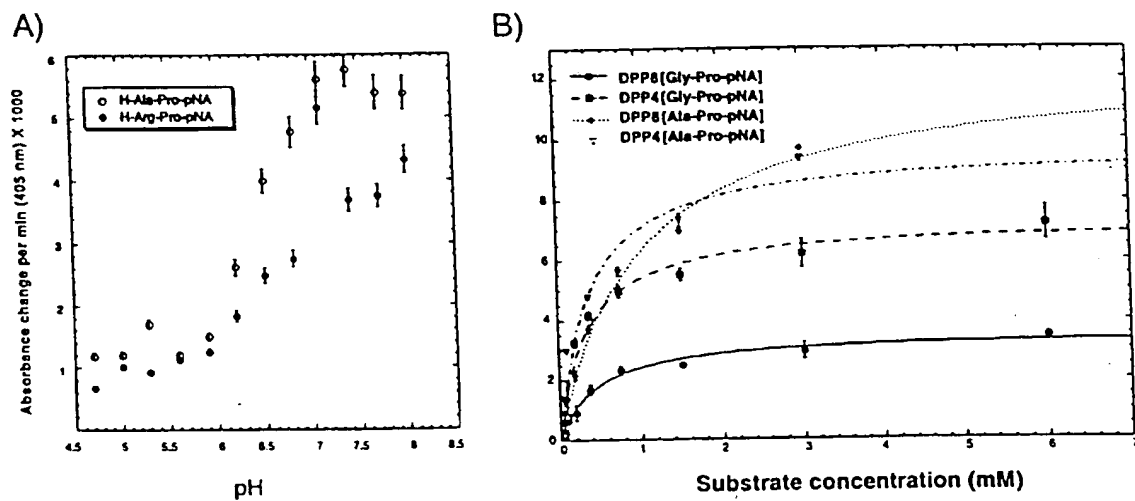 A)
B)
Absorbance change per min (405 nm) X 1000
6
5
4
3
2
1
H-Ala-Pro-pNA
H-Arg-Pro-pNA
4.5 5 5.5 6 6.5 7 7.5 8 8.5
pH
12
10
8
6
4
2
0
DPP8[Gly-Pro-pNA]
DPP4[Gly-Pro-pNA]
DPP8[Ala-Pro-pNA]
DPP4[Ala-Pro-pNA]
0 1 2 3 4 5 6 7
Substrate concentration (mM)